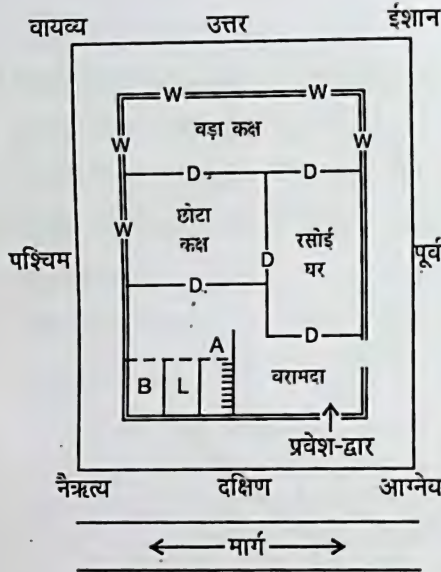 वायव्य उत्तर ईशान
W W
वड़ा कक्ष
W W
D D
छोटा
कक्ष
W
रसोई
घर
D
पश्चिम पूर्व
D
A D
B L वरामदा
प्रवेश-द्वार
नैऋत्य दक्षिण आग्नेय
मार्ग